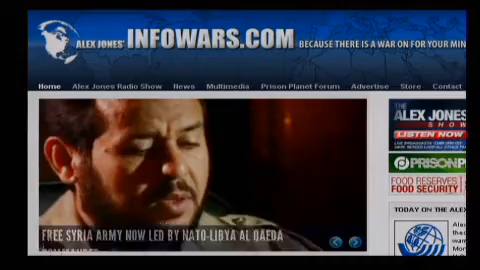 ALEX JONES' INFOWARS.COM BECAUSE THERE IS A WAR ON FOR YOUR MIN
Home Alex Jones Radio Show News Multimedia Prison Planet Forum Advertise Store Contact
THE
ALEX JONES
SHOW
LISTEN NOW
PRISONP
FOOD RESERVES
FOOD SECURITY
FREE SYRIA ARMY NOW LED BY NATO-LIBYA AL QAEDA
TODAY ON THE ALEX
Alex